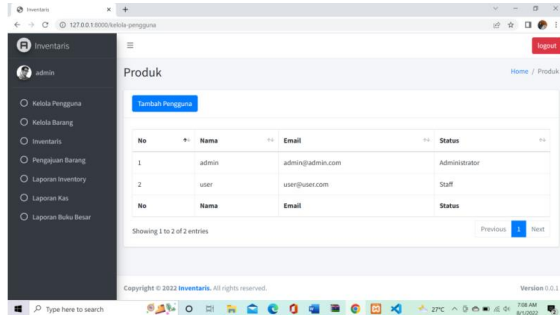 Inventaris
127.0.0.1:8000/kelola-pengguna
Inventaris
logout
admin
Produk
Home / Produk
Kelola Pengguna
Kelola Barang
Inventaris
Pengajuan Barang
Laporan Inventory
Laporan Kas
Laporan Buku Besar
Tambah Pengguna
No Nama Email Status
1 admin admin@admin.com Administrator
2 user user@user.com Staff
No Nama Email Status
Showing 1 to 2 of 2 entries
Previous 1 Next
Copyright © 2022 Inventaris. All rights reserved.
Version 0.0.1
Type here to search
27°C
7:08 AM
8/1/2022